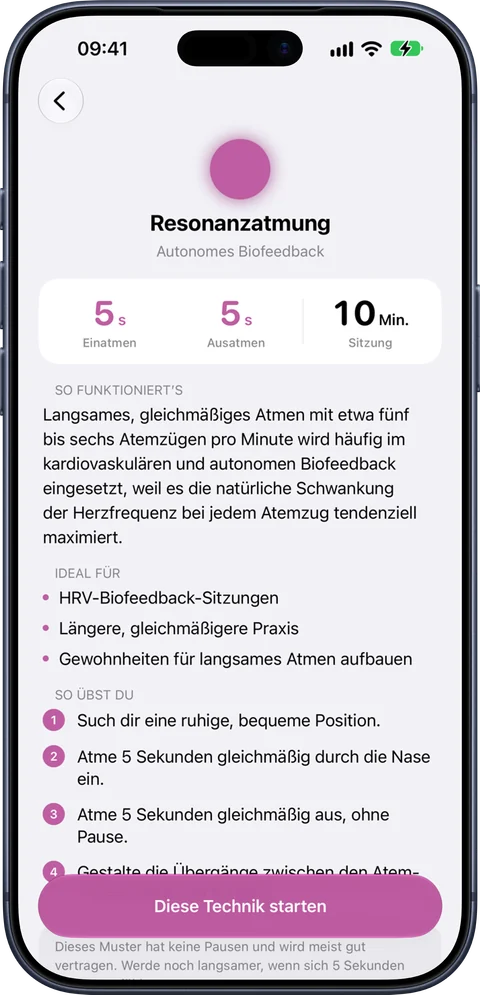 09:41
Resonanzatmung
Autonomes Biofeedback
5 s
Einatmen
5 s
Ausatmen
10 Min.
Sitzung
SO FUNKTIONIERT’S
Langsames, gleichmäßiges Atmen mit etwa fünf
bis sechs Atemzügen pro Minute wird häufig im
kardiovaskulären und autonomen Biofeedback
eingesetzt, weil es die natürliche Schwankung
der Herzfrequenz bei jedem Atemzug tendenziell
maximiert.
IDEAL FÜR
• HRV-Biofeedback-Sitzungen
• Längere, gleichmäßigere Praxis
• Gewohnheiten für langsames Atmen aufbauen
SO ÜBST DU
1 Such dir eine ruhige, bequeme Position.
2 Atme 5 Sekunden gleichmäßig durch die Nase
ein.
3 Atme 5 Sekunden gleichmäßig aus, ohne
Pause.
4 Gestalte die Übergänge zwischen den Atem-
Diese Technik starten
Dieses Muster hat keine Pausen und wird meist gut
vertragen. Werde noch langsamer, wenn sich 5 Sekunden